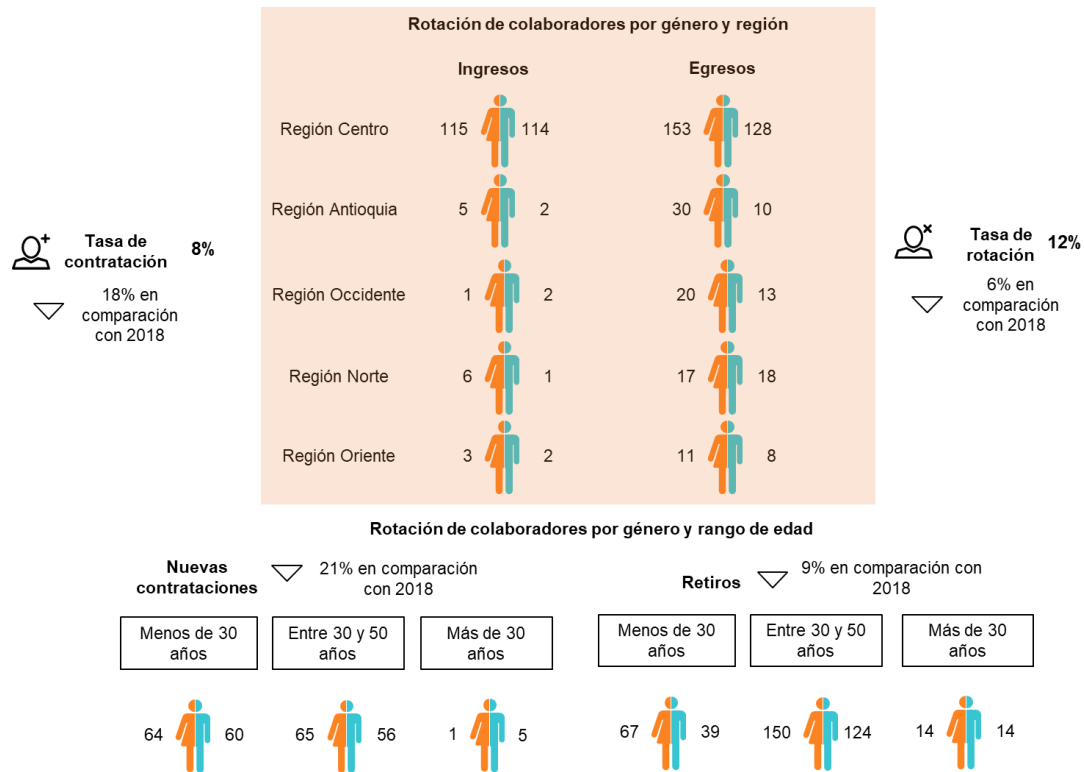 Rotación de colaboradores por género y región
Ingresos Egresos
Región Centro 115 114 153 128
Región Antioquia 5 2 30 10
Región Occidente 1 2 20 13
Región Norte 6 1 17 18
Región Oriente 3 2 11 8
Tasa de
contratación
8%
18% en
comparación
con 2018
Tasa de
rotación
12%
6% en
comparación
con 2018
Rotación de colaboradores por género y rango de edad
Nuevas
contrataciones
21% en comparación
con 2018
Menos de 30
años
Entre 30 y 50
años
Más de 30
años
64 60 65 56 1 5
Retiros
9% en comparación con
2018
Menos de 30
años
Entre 30 y 50
años
Más de 30
años
67 39 150 124 14 14